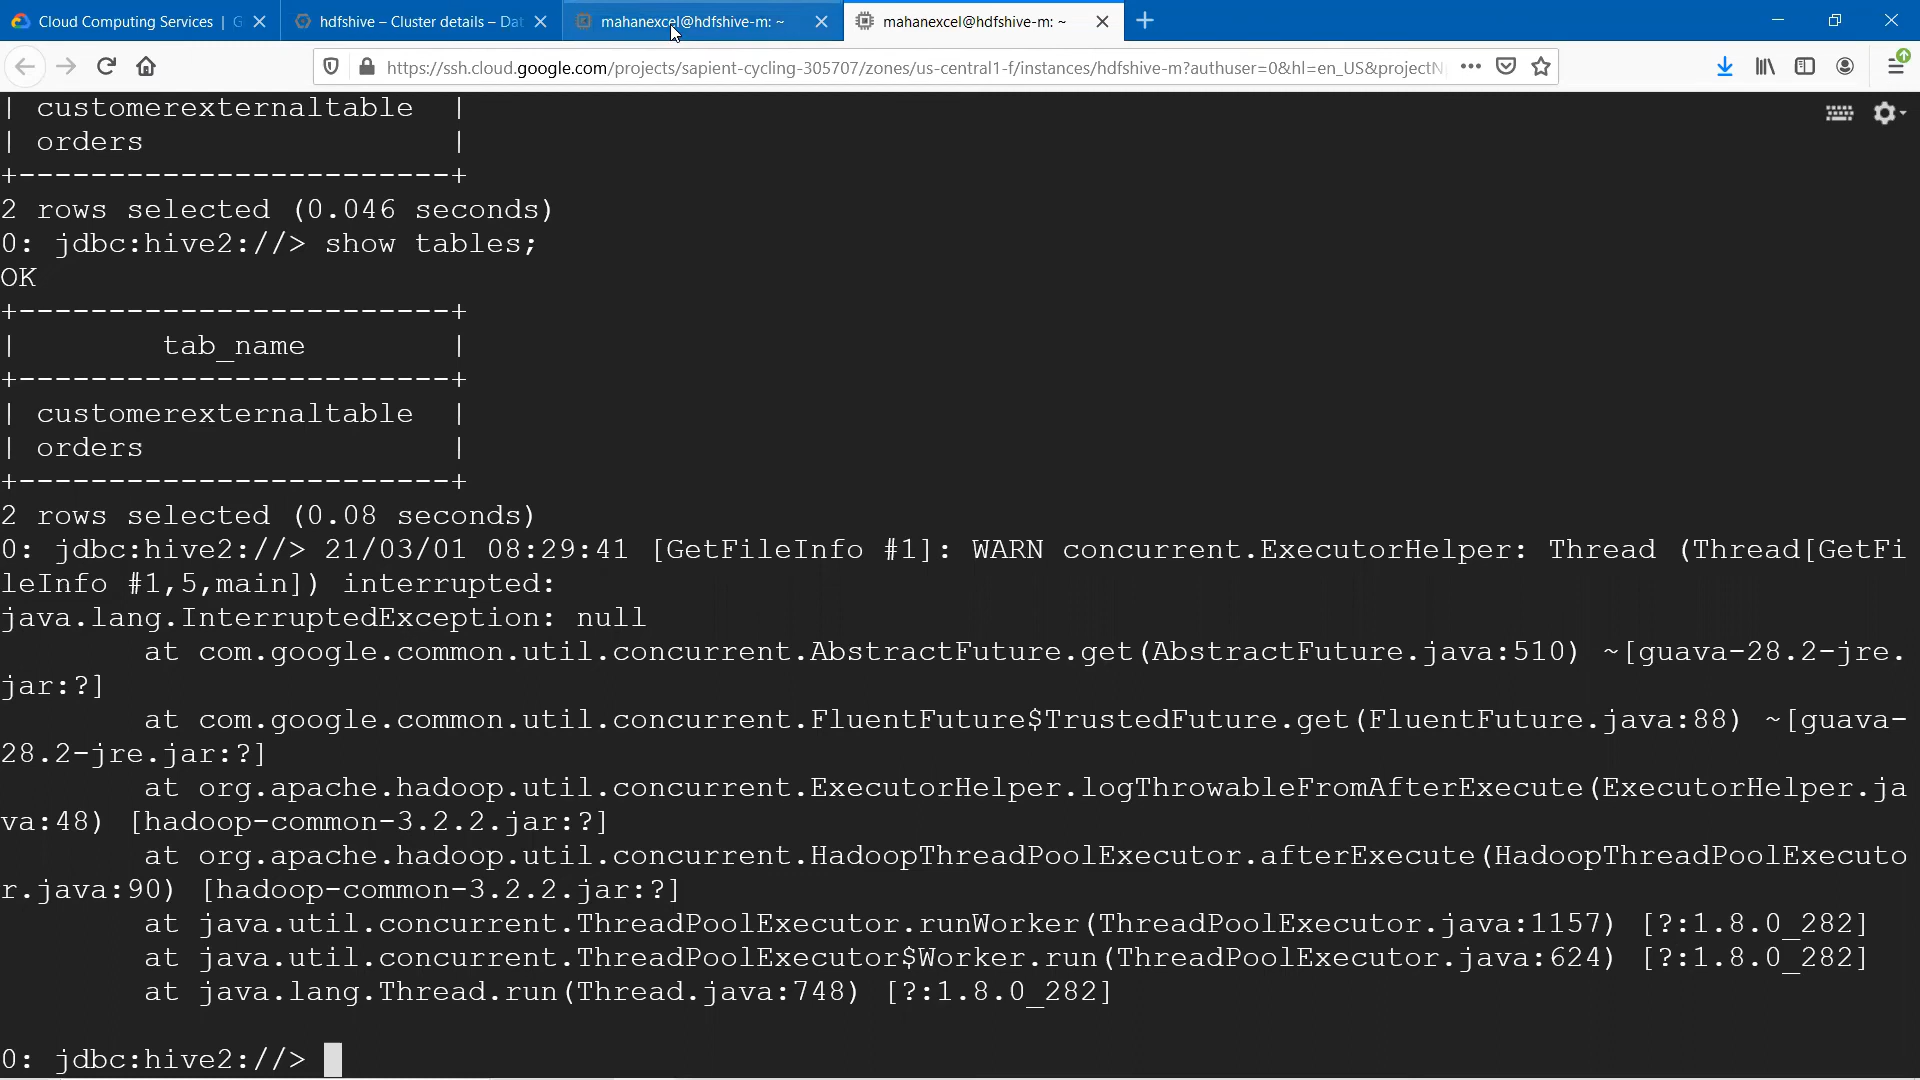 Cloud Computing Services | G
hdfshive – Cluster details – Dat
mahanexcel@hdfshive-m: ~
mahanexcel@hdfshive-m: ~
https://ssh.cloud.google.com/projects/sapient-cycling-305707/zones/us-central1-f/instances/hdfshive-m?authuser=0&hl=en_US&projectN
| customerexternaltable  |
| orders                 |
+------------------------+
2 rows selected (0.046 seconds)
0: jdbc:hive2://> show tables;
OK
+------------------------+
|        tab_name        |
+------------------------+
| customerexternaltable  |
| orders                 |
+------------------------+
2 rows selected (0.08 seconds)
0: jdbc:hive2://> 21/03/01 08:29:41 [GetFileInfo #1]: WARN concurrent.ExecutorHelper: Thread (Thread[GetFi
leInfo #1,5,main]) interrupted:
java.lang.InterruptedException: null
        at com.google.common.util.concurrent.AbstractFuture.get(AbstractFuture.java:510) ~[guava-28.2-jre.
jar:?]
        at com.google.common.util.concurrent.FluentFuture$TrustedFuture.get(FluentFuture.java:88) ~[guava-
28.2-jre.jar:?]
        at org.apache.hadoop.util.concurrent.ExecutorHelper.logThrowableFromAfterExecute(ExecutorHelper.ja
va:48) [hadoop-common-3.2.2.jar:?]
        at org.apache.hadoop.util.concurrent.HadoopThreadPoolExecutor.afterExecute(HadoopThreadPoolExecuto
r.java:90) [hadoop-common-3.2.2.jar:?]
        at java.util.concurrent.ThreadPoolExecutor.runWorker(ThreadPoolExecutor.java:1157) [?:1.8.0_282]
        at java.util.concurrent.ThreadPoolExecutor$Worker.run(ThreadPoolExecutor.java:624) [?:1.8.0_282]
        at java.lang.Thread.run(Thread.java:748) [?:1.8.0_282]
0: jdbc:hive2://>